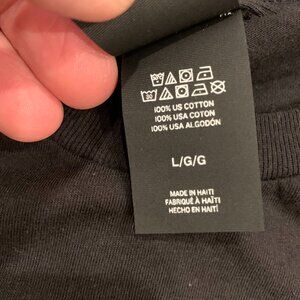 100% US COTTON
100% USA COTON
100% USA ALGODÓN
L/G/G
MADE IN HAITI
FABRIQUÉ À HAÏTI
HECHO EN HAITÍ